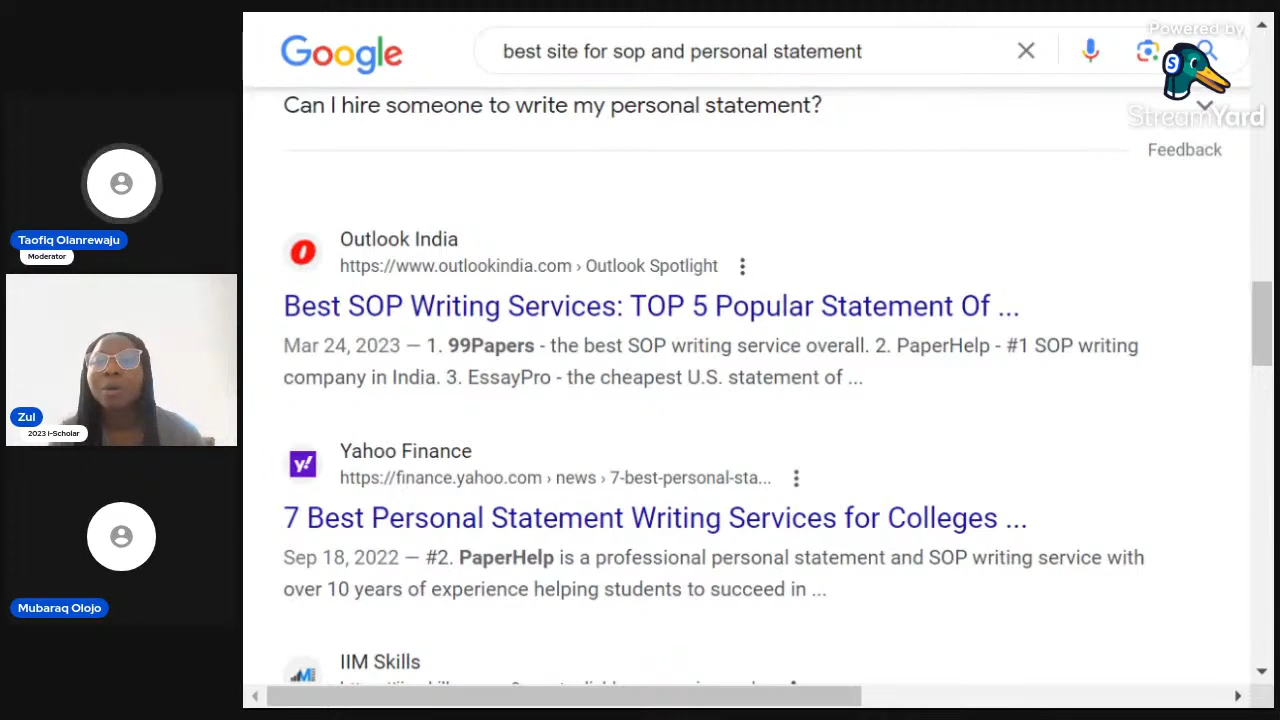 Powered by
StreamYard
Google
best site for sop and personal statement
Can I hire someone to write my personal statement?
Feedback
Outlook India
https://www.outlookindia.com › Outlook Spotlight
Best SOP Writing Services: TOP 5 Popular Statement Of ...
Mar 24, 2023 — 1. 99Papers - the best SOP writing service overall. 2. PaperHelp - #1 SOP writing
company in India. 3. EssayPro - the cheapest U.S. statement of ...
Yahoo Finance
https://finance.yahoo.com › news › 7-best-personal-sta...
7 Best Personal Statement Writing Services for Colleges ...
Sep 18, 2022 — #2. PaperHelp is a professional personal statement and SOP writing service with
over 10 years of experience helping students to succeed in ...
IIM Skills
Taofiq Olanrewaju
Moderator
Zul
2023 I-Scholar
Mubaraq Olojo